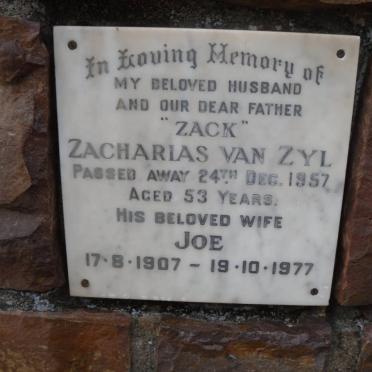 In Loving Memory of
MY BELOVED HUSBAND
AND OUR DEAR FATHER
"ZACK"
ZACHARIAS VAN ZYL
PASSED AWAY 24TH DEC. 1957
AGED 53 YEARS.
HIS BELOVED WIFE
JOE
17·8·1907 – 19·10·1977